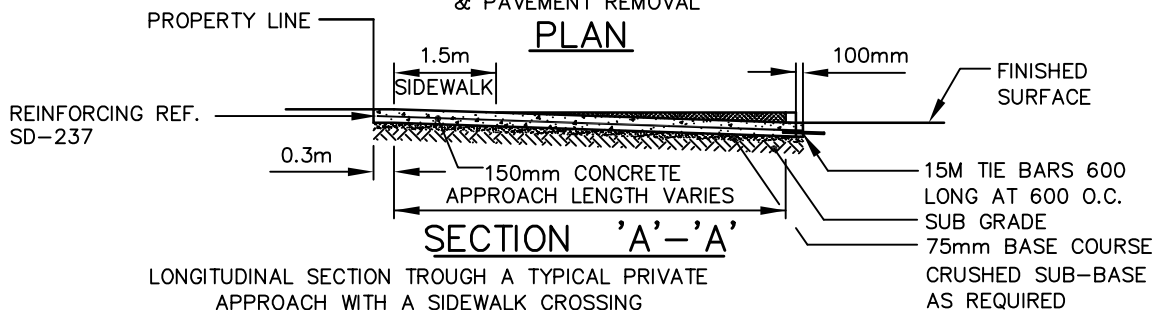 & PAVEMENT REMOVAL
PLAN
PROPERTY LINE
1.5m
SIDEWALK
100mm
FINISHED
SURFACE
REINFORCING REF.
SD-237
0.3m
150mm CONCRETE
APPROACH LENGTH VARIES
15M TIE BARS 600
LONG AT 600 O.C.
SUB GRADE
75mm BASE COURSE
CRUSHED SUB-BASE
AS REQUIRED
SECTION 'A'-'A'
LONGITUDINAL SECTION TROUGH A TYPICAL PRIVATE
APPROACH WITH A SIDEWALK CROSSING